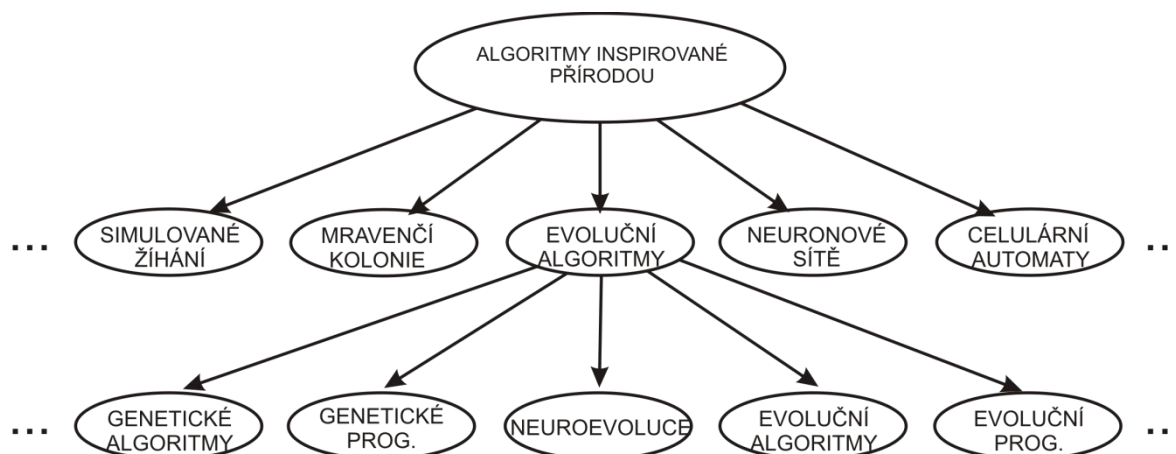 ALGORITMY INSPIROVANÉ
PŘÍRODOU
... SIMULOVANÉ
ŽÍHÁNÍ
MRAVENČÍ
KOLONIE
EVOLUČNÍ
ALGORITMY
NEURONOVÉ
SÍTĚ
CELULÁRNÍ
AUTOMATY ..
... GENETICKÉ
ALGORITMY
GENETICKÉ
PROG.
NEUROEVOLUCE
EVOLUČNÍ
ALGORITMY
EVOLUČNÍ
PROG. ..